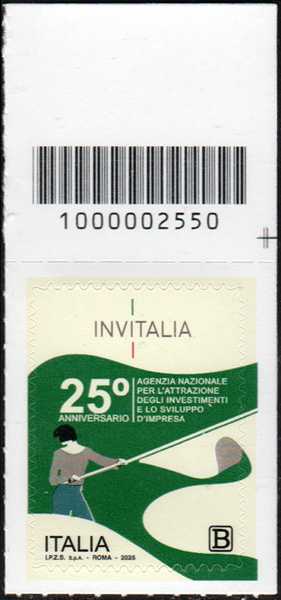 1000002550
INVITALIA
25° ANNIVERSARIO
AGENZIA NAZIONALE
PER L'ATTRAZIONE
DEGLI INVESTIMENTI
E LO SVILUPPO
D'IMPRESA
ITALIA
B
I.P.Z.S. S.p.A. - ROMA - 2025